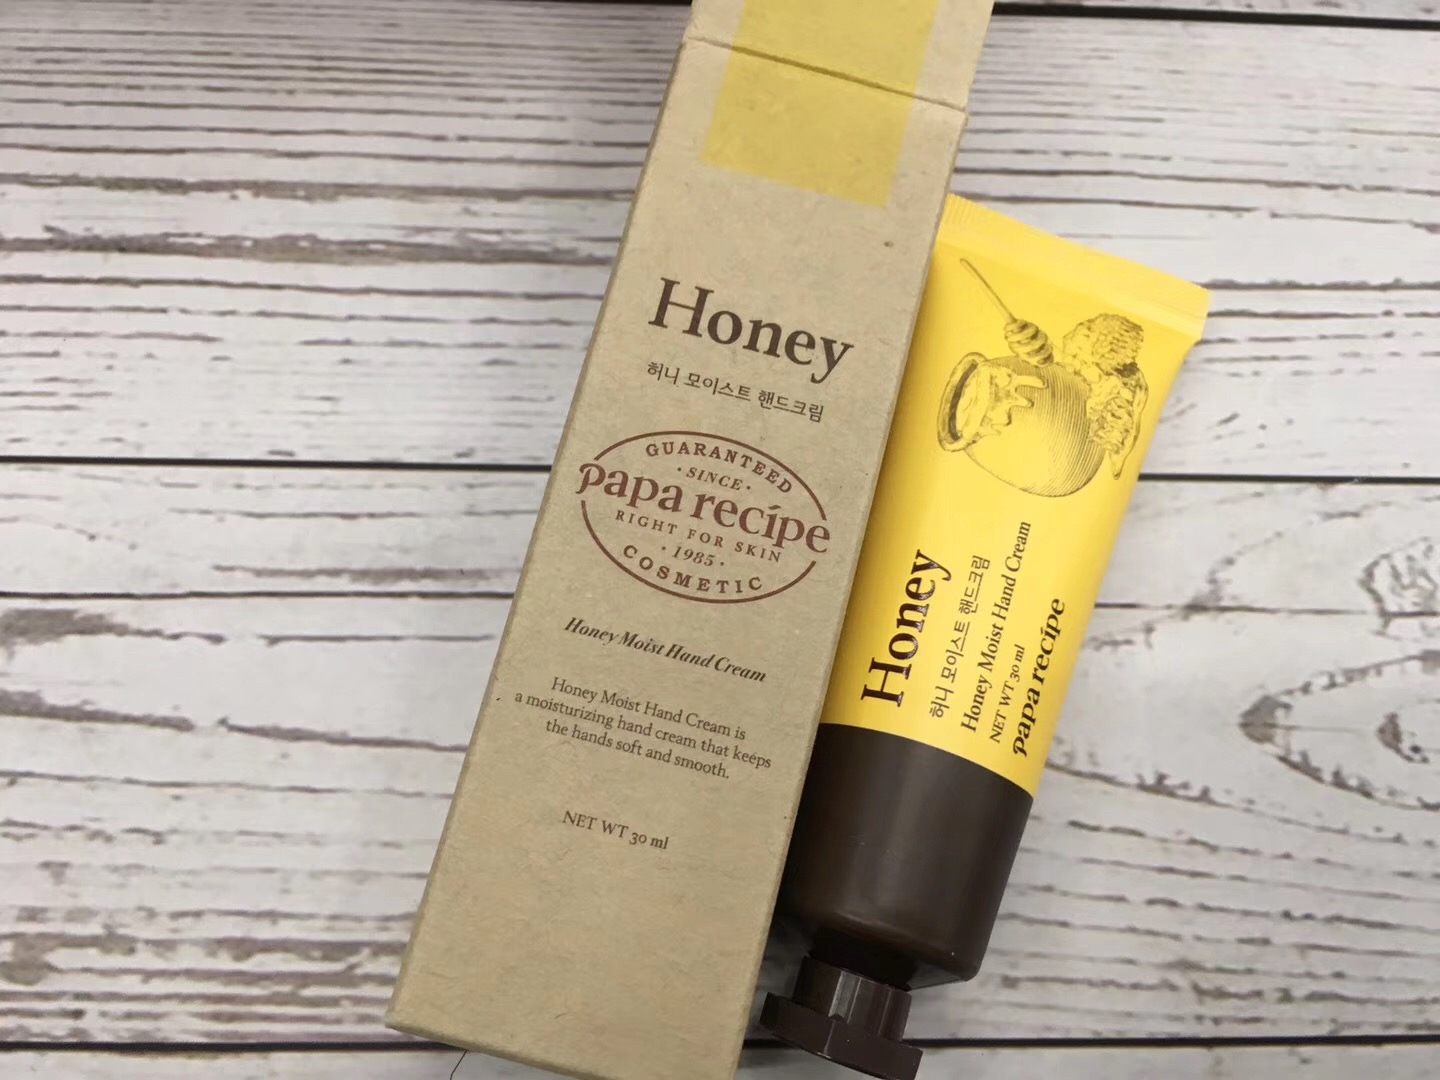 Honey
허니 모이스트 핸드크림
GUARANTEED
· SINCE ·
papa recipe
RIGHT FOR SKIN
· 1985 ·
COSMETIC
Honey Moist Hand Cream
Honey Moist Hand Cream is
a moisturizing hand cream that keeps
the hands soft and smooth.
NET WT 30 ml
Honey
허니 모이스트 핸드크림
Honey Moist Hand Cream
NET WT 30 ml
papa recipe